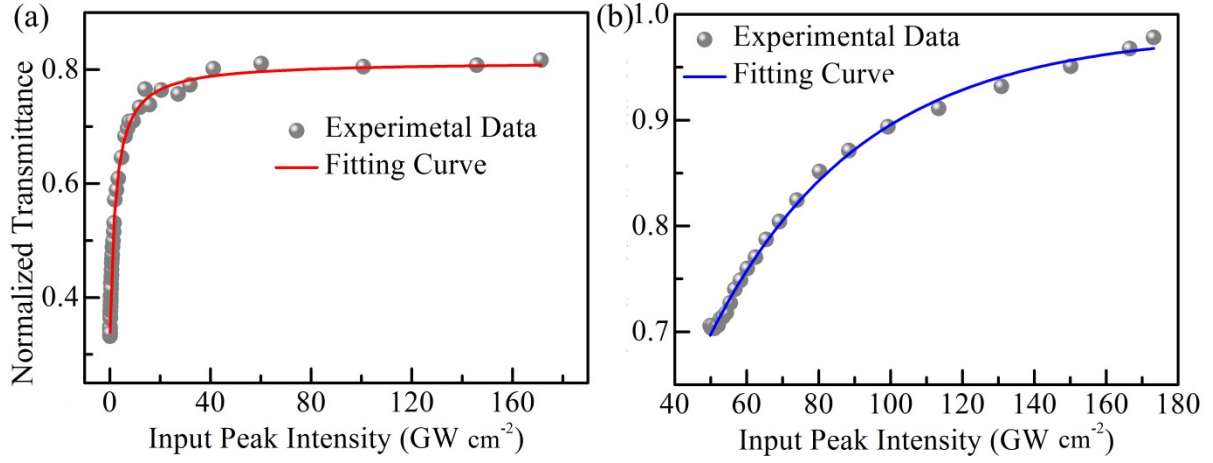 (a)
Normalized Transmittance
0.8
0.6
0.4
Experimetal Data
Fitting Curve
0 40 80 120 160
Input Peak Intensity (GW cm-2)
(b)
1.0
0.9
0.8
0.7
Experimental Data
Fitting Curve
40 60 80 100 120 140 160 180
Input Peak Intensity (GW cm-2)